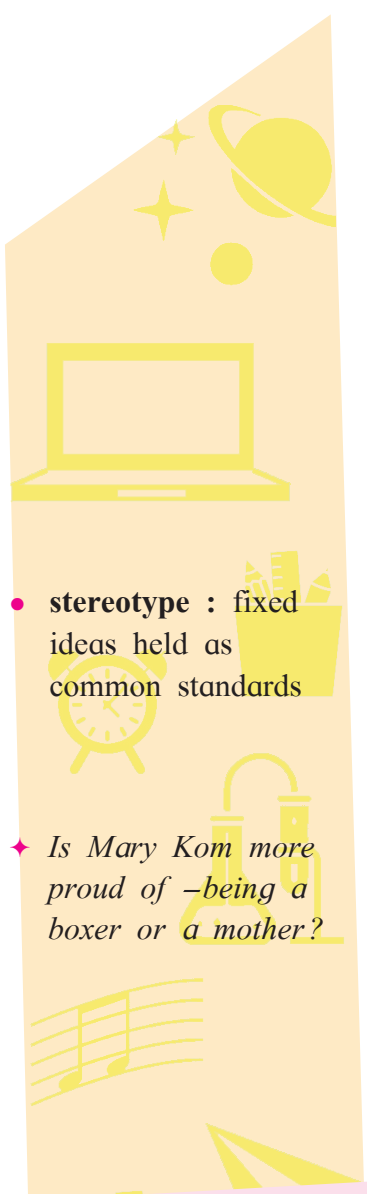 • stereotype : fixed
ideas held as
common standards
✦ Is Mary Kom more
proud of –being a
boxer or a mother?